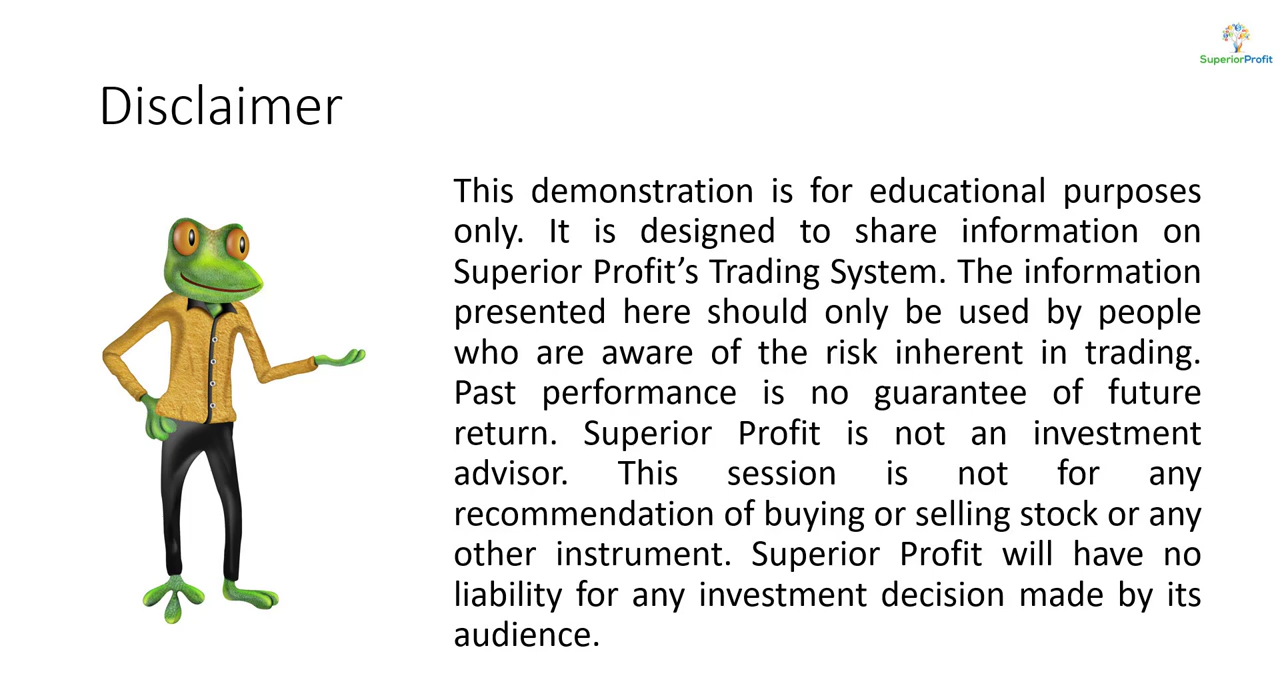 SuperiorProfit
Disclaimer
This demonstration is for educational purposes
only. It is designed to share information on
Superior Profit’s Trading System. The information
presented here should only be used by people
who are aware of the risk inherent in trading.
Past performance is no guarantee of future
return. Superior Profit is not an investment
advisor. This session is not for any
recommendation of buying or selling stock or any
other instrument. Superior Profit will have no
liability for any investment decision made by its
audience.